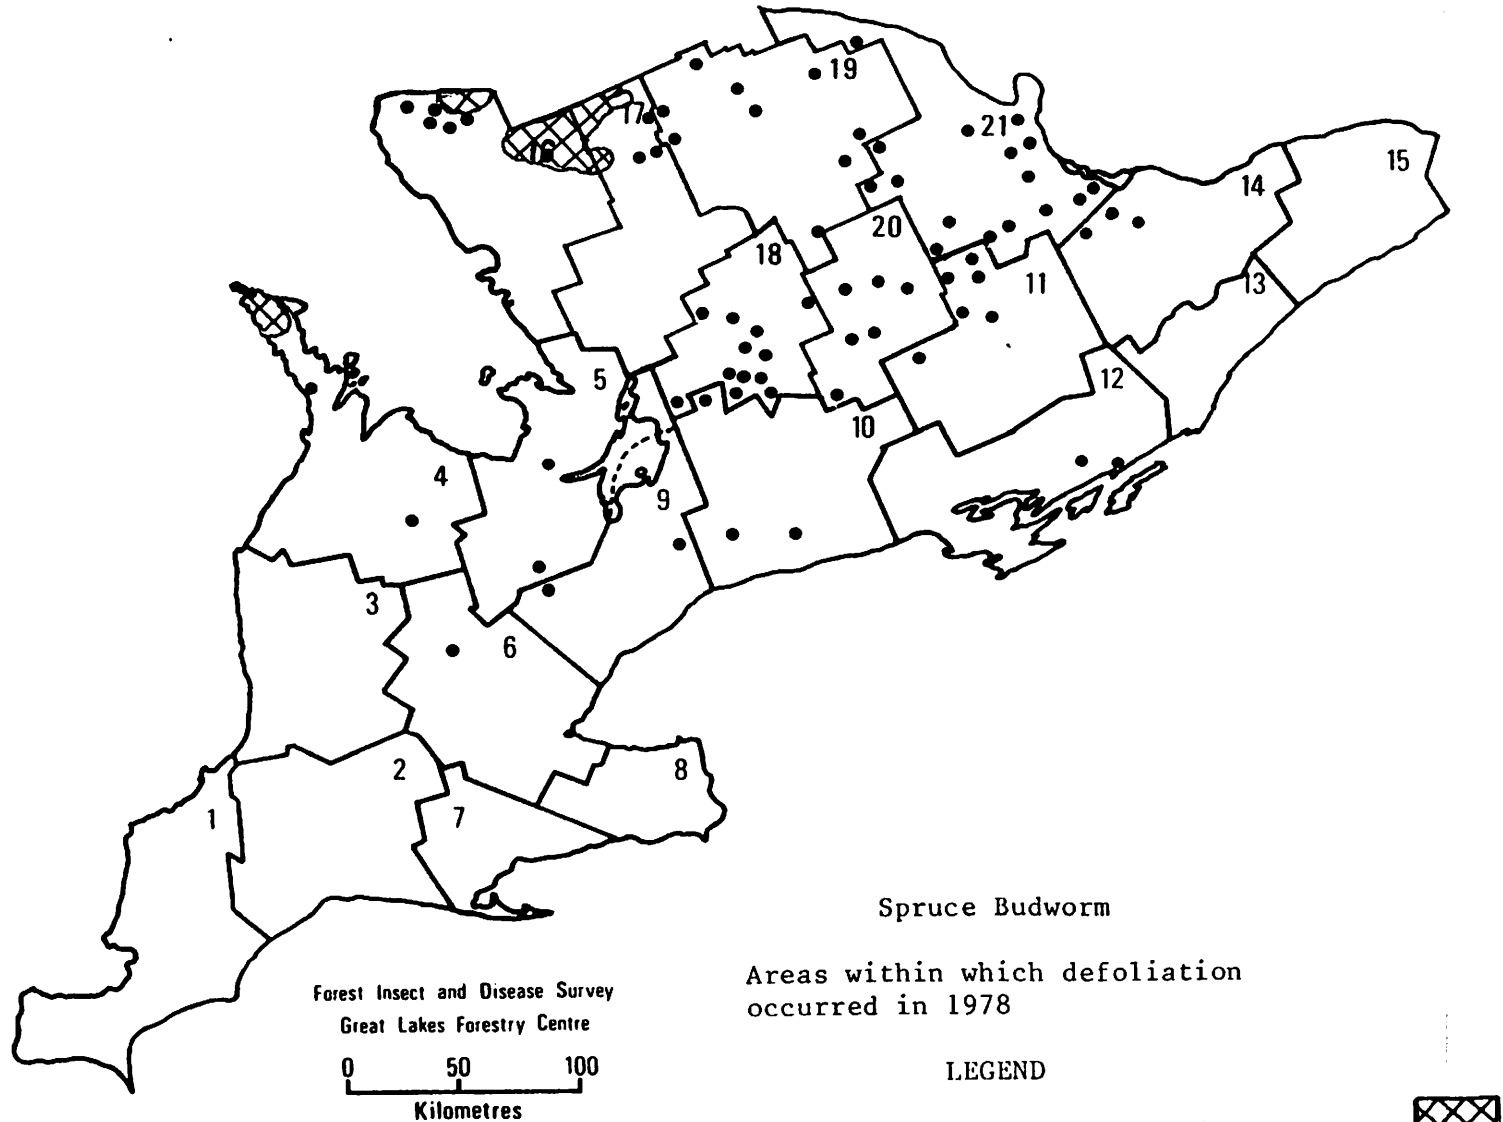 19
17
21
16
15
14
20
18
11
13
5
12
10
4
9
3
6
2
8
1
7
Spruce Budworm
Areas within which defoliation
occurred in 1978
Forest Insect and Disease Survey
Great Lakes Forestry Centre
0 50 100
Kilometres
LEGEND